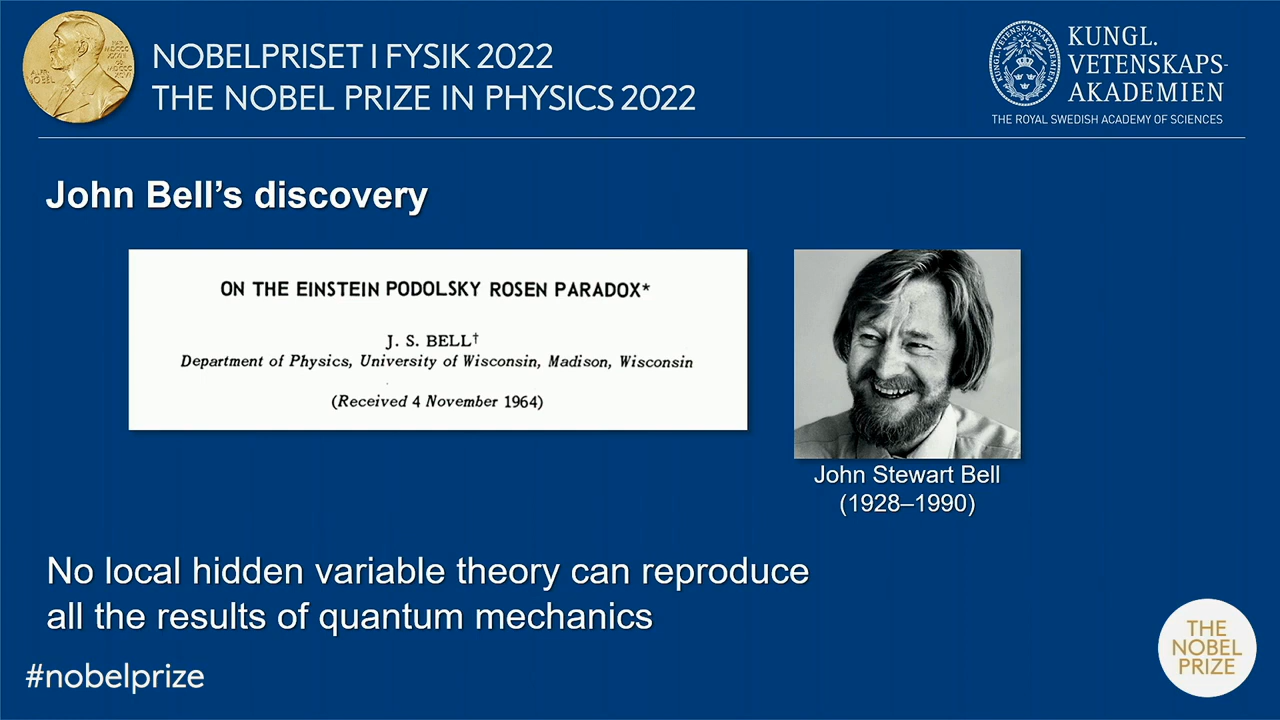 NOBELPRISET I FYSIK 2022
THE NOBEL PRIZE IN PHYSICS 2022
KUNGL.
VETENSKAPS-
AKADEMIEN
THE ROYAL SWEDISH ACADEMY OF SCIENCES
John Bell’s discovery
ON THE EINSTEIN PODOLSKY ROSEN PARADOX*
J. S. BELL†
Department of Physics, University of Wisconsin, Madison, Wisconsin
(Received 4 November 1964)
John Stewart Bell
(1928–1990)
No local hidden variable theory can reproduce
all the results of quantum mechanics
#nobelprize
THE
NOBEL
PRIZE